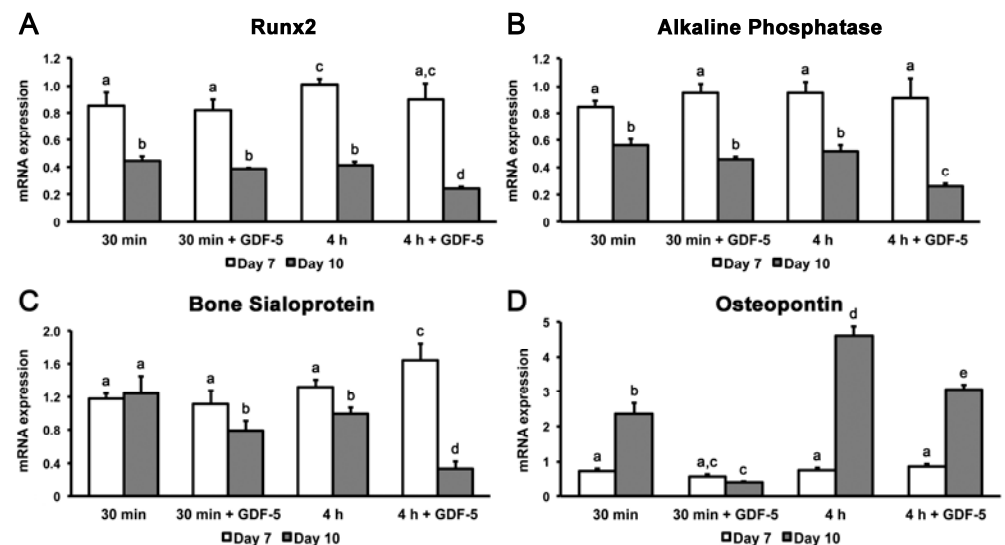 A
Runx2
mRNA expression
1.2
1.0
0.8
0.6
0.4
0.2
0
a
b
a
b
c
b
a,c
d
30 min
30 min + GDF-5
4 h
4 h + GDF-5
Day 7
Day 10
B
Alkaline Phosphatase
mRNA expression
1.2
1.0
0.8
0.6
0.4
0.2
0
a
b
a
b
a
b
a
c
30 min
30 min + GDF-5
4 h
4 h + GDF-5
Day 7
Day 10
C
Bone Sialoprotein
mRNA expression
2.0
1.6
1.2
0.8
0.4
0
a
a
a
b
a
b
c
d
30 min
30 min + GDF-5
4 h
4 h + GDF-5
Day 7
Day 10
D
Osteopontin
mRNA expression
5
4
3
2
1
0
a
b
a,c
c
a
d
a
e
30 min
30 min + GDF-5
4 h
4 h + GDF-5
Day 7
Day 10